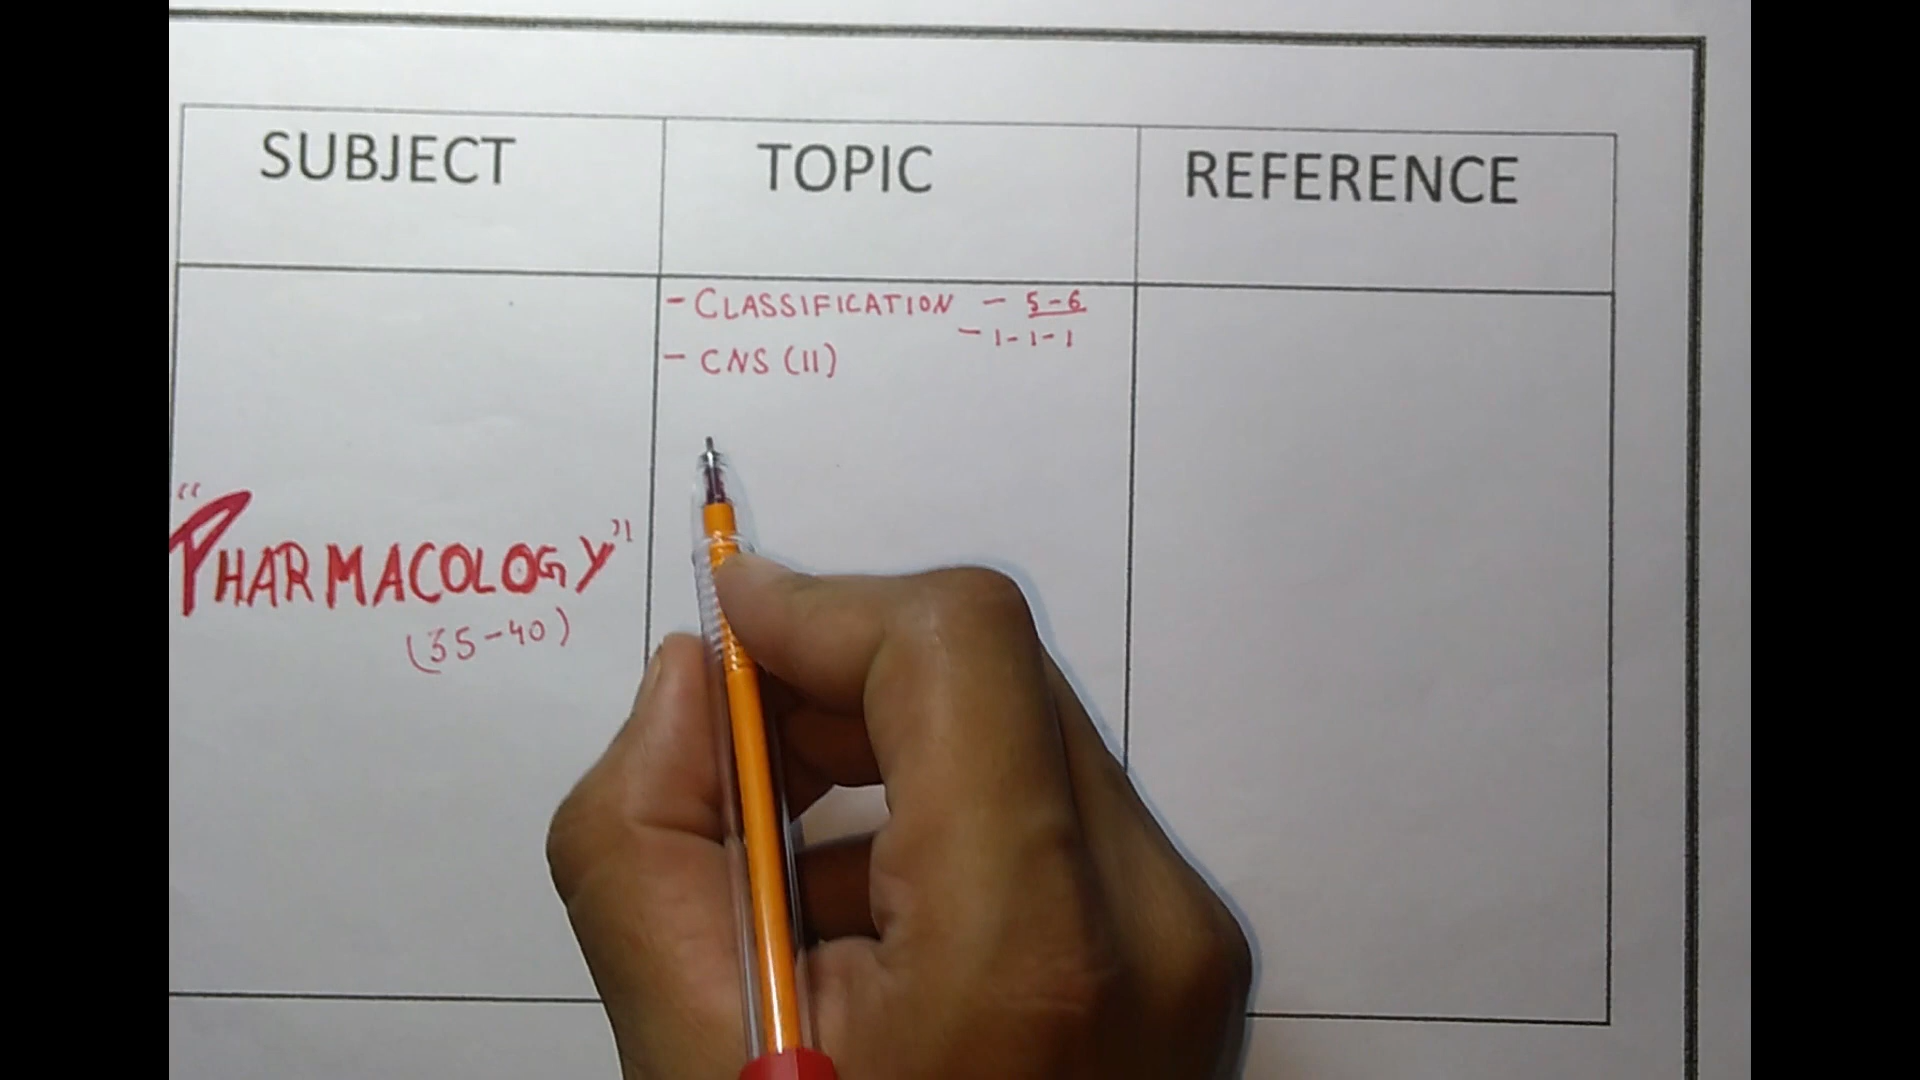 SUBJECT TOPIC REFERENCE
- CLASSIFICATION - 5-6
- 1-1-1
- CNS (11)
"PHARMACOLOGY"
(35-40)